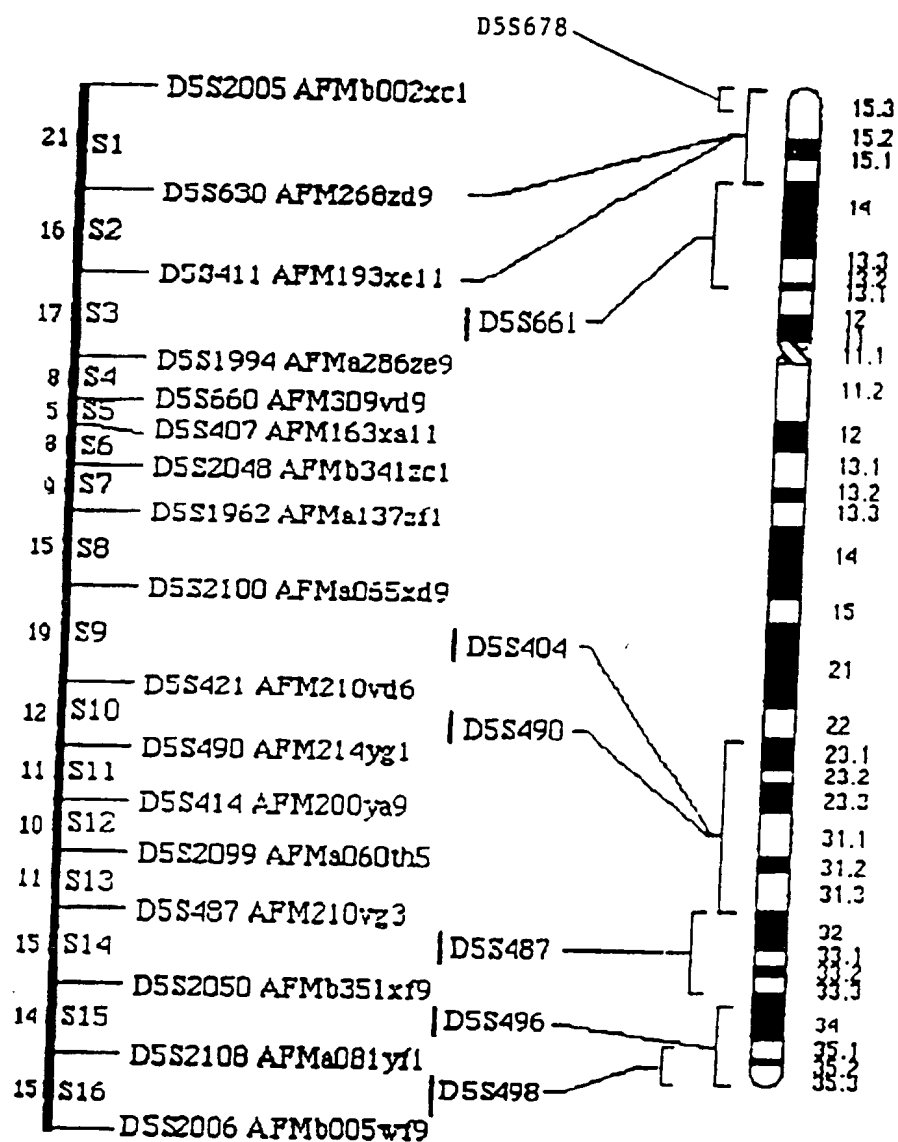 D5S678
D5S2005 AFMb002xc1
21 S1
D5S630 AFM268zd9
16 S2
D5S411 AFM193xe11
17 S3
D5S661
D5S1994 AFMa286ze9
8 S4
D5S660 AFM309vd9
5 S5
D5S407 AFM163xa11
8 S6
D5S2048 AFMb341zc1
9 S7
D5S1962 AFMa137zf1
15 S8
D5S2100 AFMa055xd9
19 S9
D5S404
D5S421 AFM210vd6
12 S10
D5S490
D5S490 AFM214yg1
11 S11
D5S414 AFM200ya9
10 S12
D5S2099 AFMa060th5
11 S13
D5S487 AFM210vg3
15 S14
D5S487
D5S2050 AFMb351xf9
14 S15
D5S496
D5S2108 AFMa081yf1
15 S16
D5S498
D5S2006 AFMb005wf9
15.3
15.2
15.1
14
13.3
13.2
13.1
12
11
11.1
11.2
12
13.1
13.2
13.3
14
15
21
22
23.1
23.2
23.3
31.1
31.2
31.3
32
33.1
33.2
33.3
34
35.1
35.2
35.3